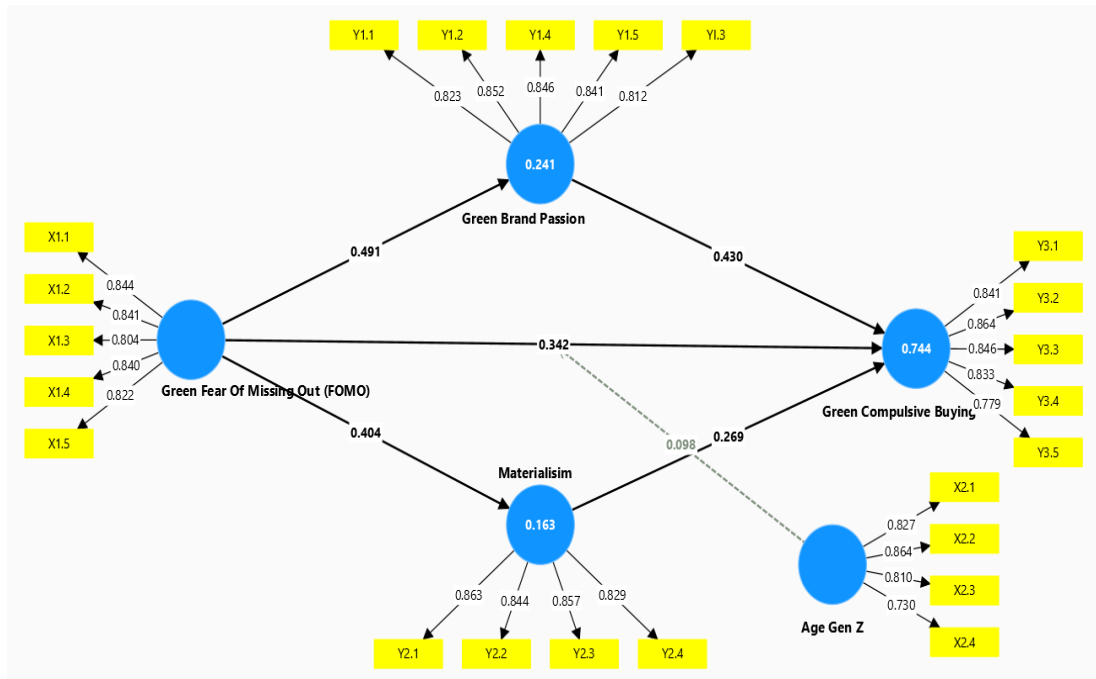 Y1.1
Y1.2
Y1.4
Y1.5
YI.3
0.823
0.852
0.846
0.841
0.812
0.241
Green Brand Passion
X1.1
X1.2
X1.3
X1.4
X1.5
0.844
0.841
0.804
0.840
0.822
Green Fear Of Missing Out (FOMO)
0.491
0.430
0.342
0.404
0.269
0.098
0.744
Green Compulsive Buying
Y3.1
Y3.2
Y3.3
Y3.4
Y3.5
0.841
0.864
0.846
0.833
0.779
Materialisim
0.163
0.863
0.844
0.857
0.829
Y2.1
Y2.2
Y2.3
Y2.4
Age Gen Z
0.827
0.864
0.810
0.730
X2.1
X2.2
X2.3
X2.4